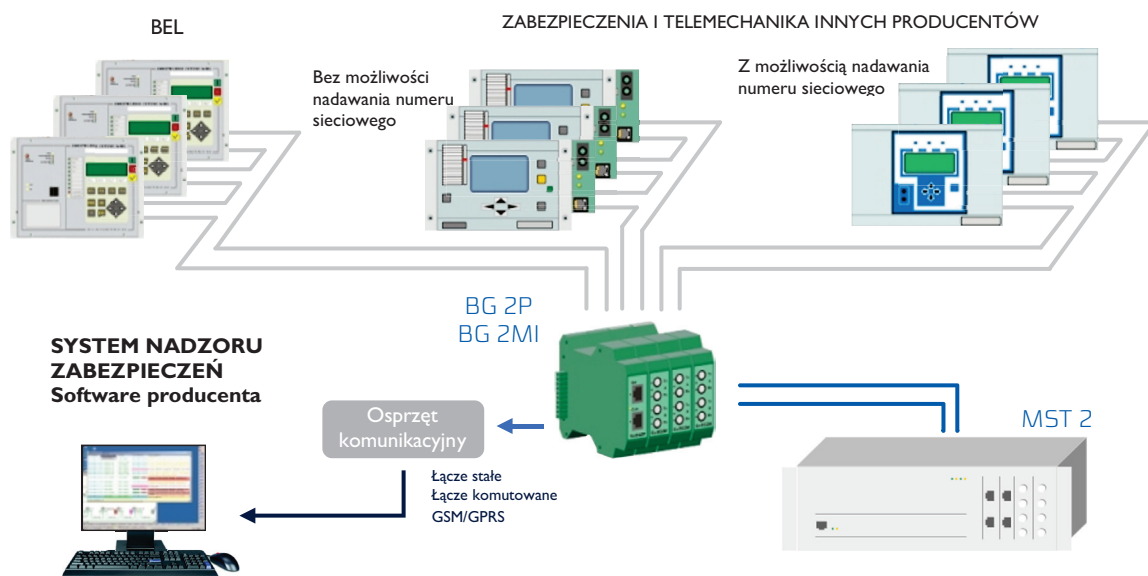 BEL
ZABEZPIECZENIA I TELEMECHANIKA INNYCH PRODUCENTÓW
Bez możliwości
nadawania numeru
sieciowego
Z możliwością nadawania
numeru sieciowego
BG 2P
BG 2MI
SYSTEM NADZORU
ZABEZPIECZEŃ
Software producenta
Osprzęt
komunikacyjny
MST 2
Łącze stałe
Łącze komutowane
GSM/GPRS